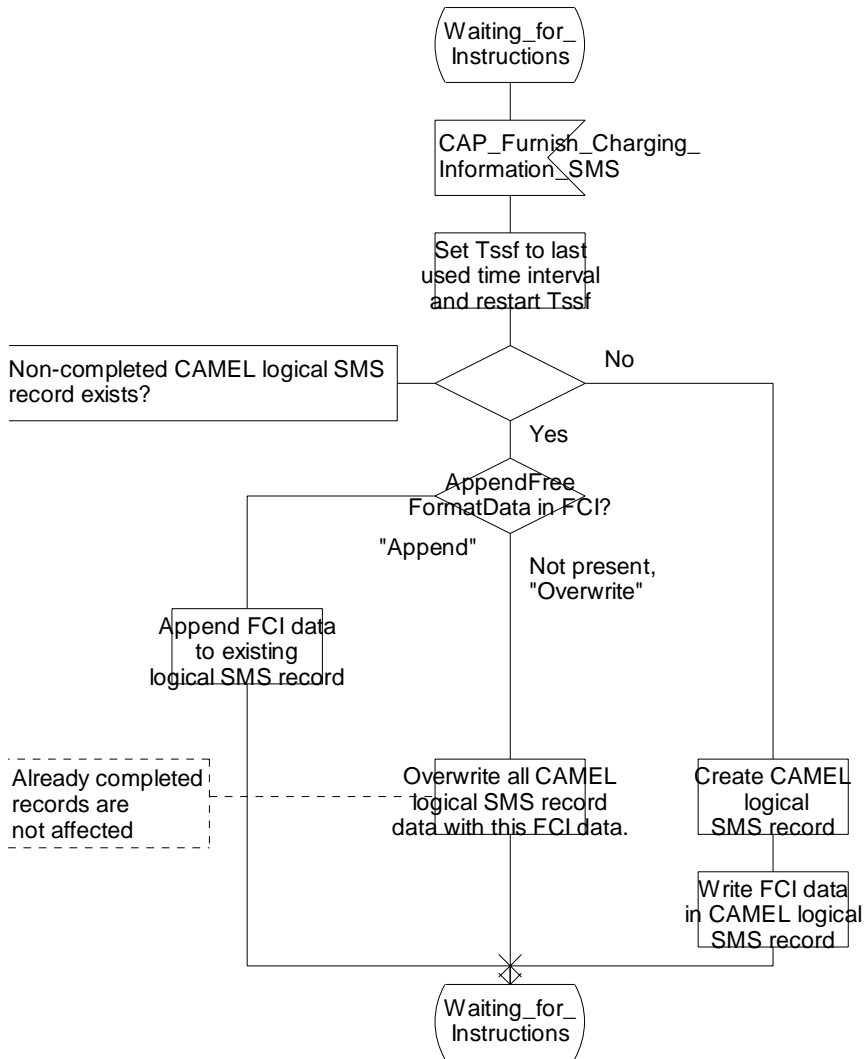 Waiting_for_
Instructions
CAP_Furnish_Charging_
Information_SMS
Set Tssf to last
used time interval
and restart Tssf
Non-completed CAMEL logical SMS
record exists?
No
Yes
AppendFree
FormatData in FCI?
"Append"
Not present,
"Overwrite"
Append FCI data
to existing
logical SMS record
Already completed
records are
not affected
Overwrite all CAMEL
logical SMS record
data with this FCI data.
Create CAMEL
logical
SMS record
Write FCI data
in CAMEL logical
SMS record
Waiting_for_
Instructions